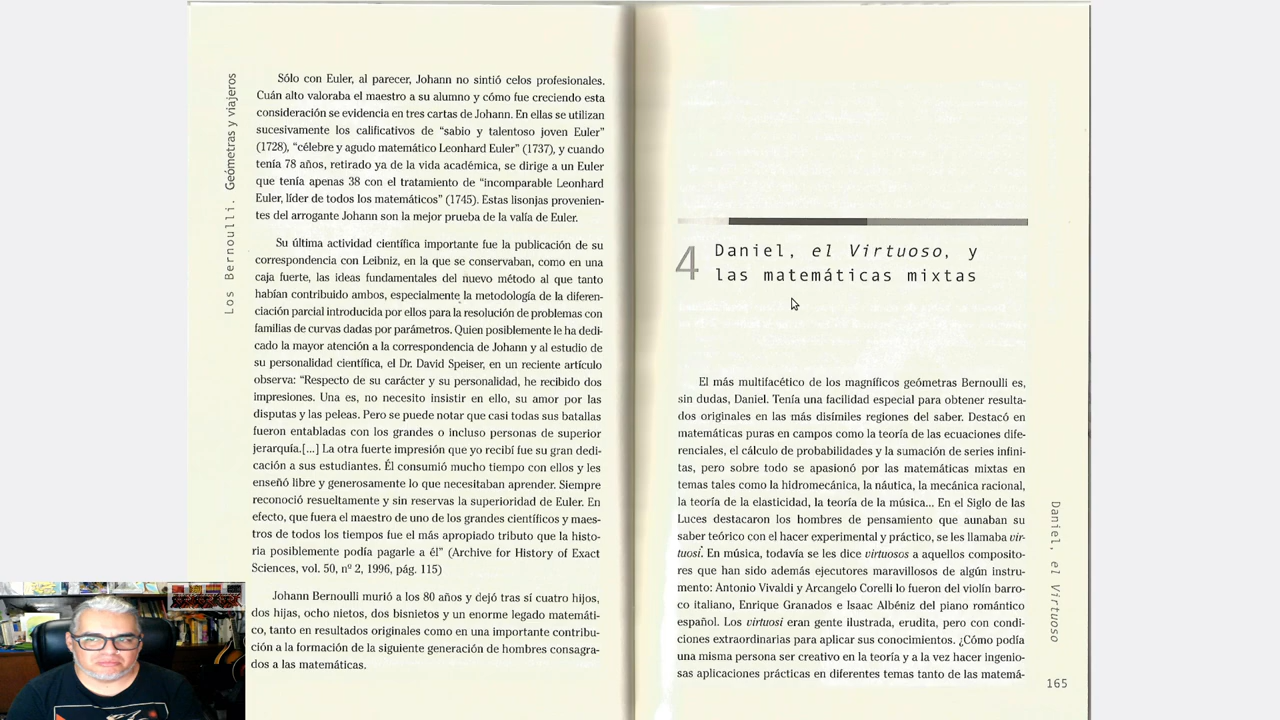 Los Bernoulli. Geómetras y viajeros
Sólo con Euler, al parecer, Johann no sintió celos profesionales.
Cuán alto valoraba el maestro a su alumno y cómo fue creciendo esta
consideración se evidencia en tres cartas de Johann. En ellas se utilizan
sucesivamente los calificativos de “sabio y talentoso joven Euler”
(1728), “célebre y agudo matemático Leonhard Euler” (1737), y cuando
tenía 78 años, retirado ya de la vida académica, se dirige a un Euler
que tenía apenas 38 con el tratamiento de “incomparable Leonhard
Euler, líder de todos los matemáticos” (1745). Estas lisonjas provenien-
tes del arrogante Johann son la mejor prueba de la valía de Euler.
Su última actividad científica importante fue la publicación de su
correspondencia con Leibniz, en la que se conservaban, como en una
caja fuerte, las ideas fundamentales del nuevo método al que tanto
habían contribuido ambos, especialmente la metodología de la diferen-
ciación parcial introducida por ellos para la resolución de problemas con
familias de curvas dadas por parámetros. Quien posiblemente le ha dedi-
cado la mayor atención a la correspondencia de Johann y al estudio de
su personalidad científica, el Dr. David Speiser, en un reciente artículo
observa: “Respecto de su carácter y su personalidad, he recibido dos
impresiones. Una es, no necesito insistir en ello, su amor por las
disputas y las peleas. Pero se puede notar que casi todas sus batallas
fueron entabladas con los grandes o incluso personas de superior
jerarquía.[...] La otra fuerte impresión que yo recibí fue su gran dedi-
cación a sus estudiantes. Él consumió mucho tiempo con ellos y les
enseñó libre y generosamente lo que necesitaban aprender. Siempre
reconoció resueltamente y sin reservas la superioridad de Euler. En
efecto, que fuera el maestro de uno de los grandes científicos y maes-
tros de todos los tiempos fue el más apropiado tributo que la histo-
ria posiblemente podía pagarle a él” (Archive for History of Exact
Sciences, vol. 50, nº 2, 1996, pág. 115)
Johann Bernoulli murió a los 80 años y dejó tras sí cuatro hijos,
dos hijas, ocho nietos, dos bisnietos y un enorme legado matemáti-
co, tanto en resultados originales como en una importante contribu-
ción a la formación de la siguiente generación de hombres consagra-
dos a las matemáticas.
4 Daniel, el Virtuoso, y
las matemáticas mixtas
El más multifacético de los magníficos geómetras Bernoulli es,
sin dudas, Daniel. Tenía una facilidad especial para obtener resulta-
dos originales en las más disímiles regiones del saber. Destacó en
matemáticas puras en campos como la teoría de las ecuaciones dife-
renciales, el cálculo de probabilidades y la sumación de series infini-
tas, pero sobre todo se apasionó por las matemáticas mixtas en
temas tales como la hidromecánica, la náutica, la mecánica racional,
la teoría de la elasticidad, la teoría de la música... En el Siglo de las
Luces destacaron los hombres de pensamiento que aunaban su
saber teórico con el hacer experimental y práctico, se les llamaba vir-
tuosi. En música, todavía se les dice virtuosos a aquellos composito-
res que han sido además ejecutores maravillosos de algún instru-
mento: Antonio Vivaldi y Arcangelo Corelli lo fueron del violín barro-
co italiano, Enrique Granados e Isaac Albéniz del piano romántico
español. Los virtuosi eran gente ilustrada, erudita, pero con condi-
ciones extraordinarias para aplicar sus conocimientos. ¿Cómo podía
una misma persona ser creativo en la teoría y a la vez hacer ingenio-
sas aplicaciones prácticas en diferentes temas tanto de las matemá-
Daniel, el Virtuoso
165